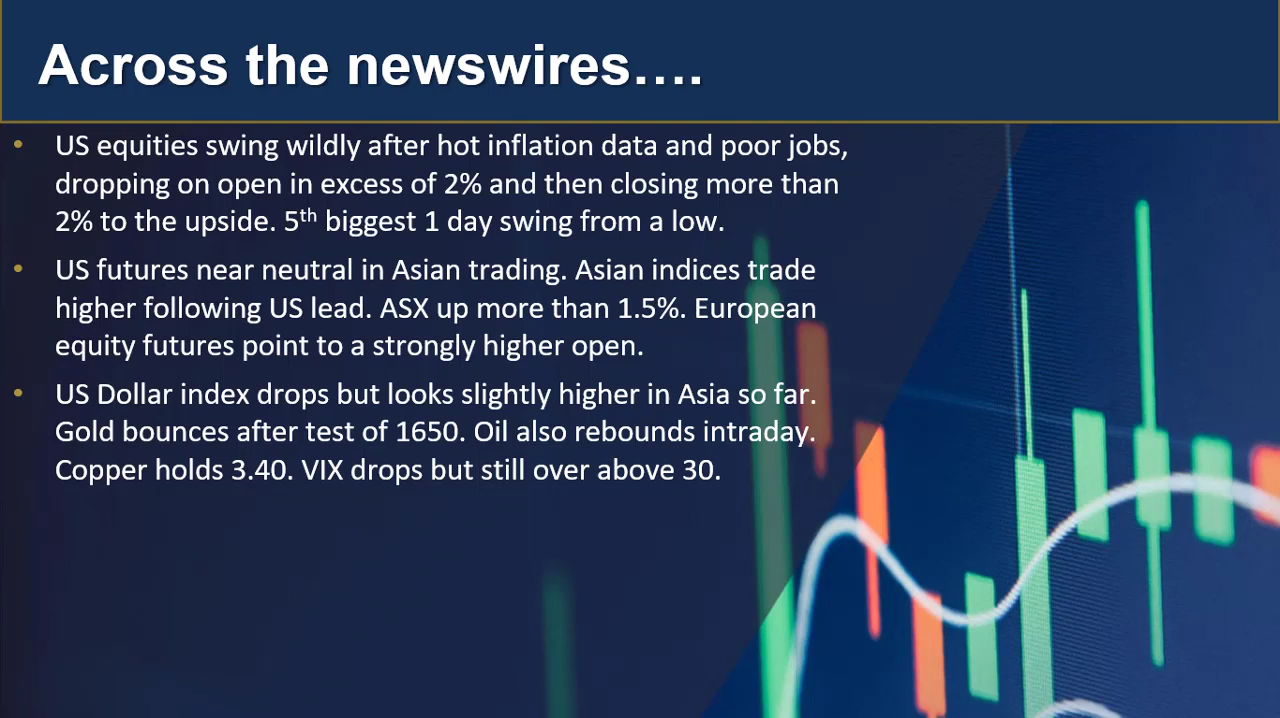 Across the newswires….
• US equities swing wildly after hot inflation data and poor jobs,
dropping on open in excess of 2% and then closing more than
2% to the upside. 5th biggest 1 day swing from a low.
• US futures near neutral in Asian trading. Asian indices trade
higher following US lead. ASX up more than 1.5%. European
equity futures point to a strongly higher open.
• US Dollar index drops but looks slightly higher in Asia so far.
Gold bounces after test of 1650. Oil also rebounds intraday.
Copper holds 3.40. VIX drops but still over above 30.